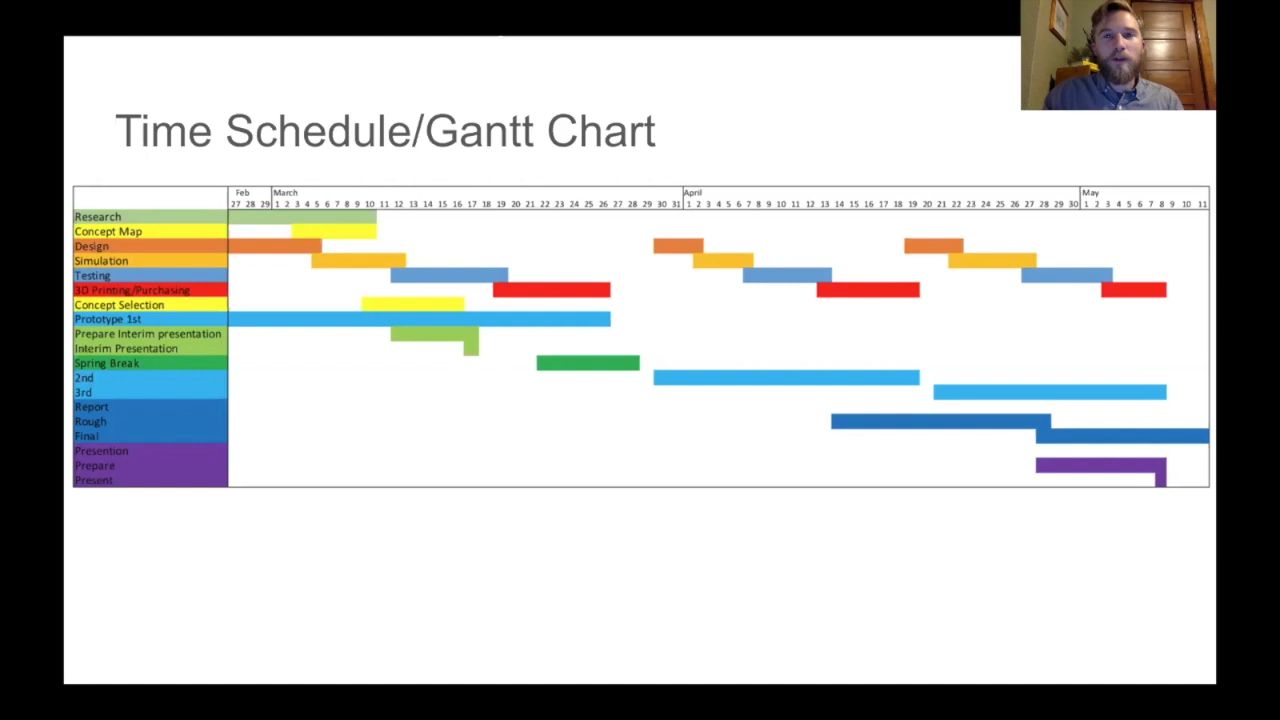 Time Schedule/Gantt Chart
Feb March April May
27 28 29 1 2 3 4 5 6 7 8 9 10 11 12 13 14 15 16 17 18 19 20 21 22 23 24 25 26 27 28 29 30 31 1 2 3 4 5 6 7 8 9 10 11 12 13 14 15 16 17 18 19 20 21 22 23 24 25 26 27 28 29 30 1 2 3 4 5 6 7 8 9 10 11
Research
Concept Map
Design
Simulation
Testing
3D Printing/Purchasing
Concept Selection
Prototype 1st
Prepare Interim presentation
Interim Presentation
Spring Break
2nd
3rd
Report
Rough
Final
Presention
Prepare
Present